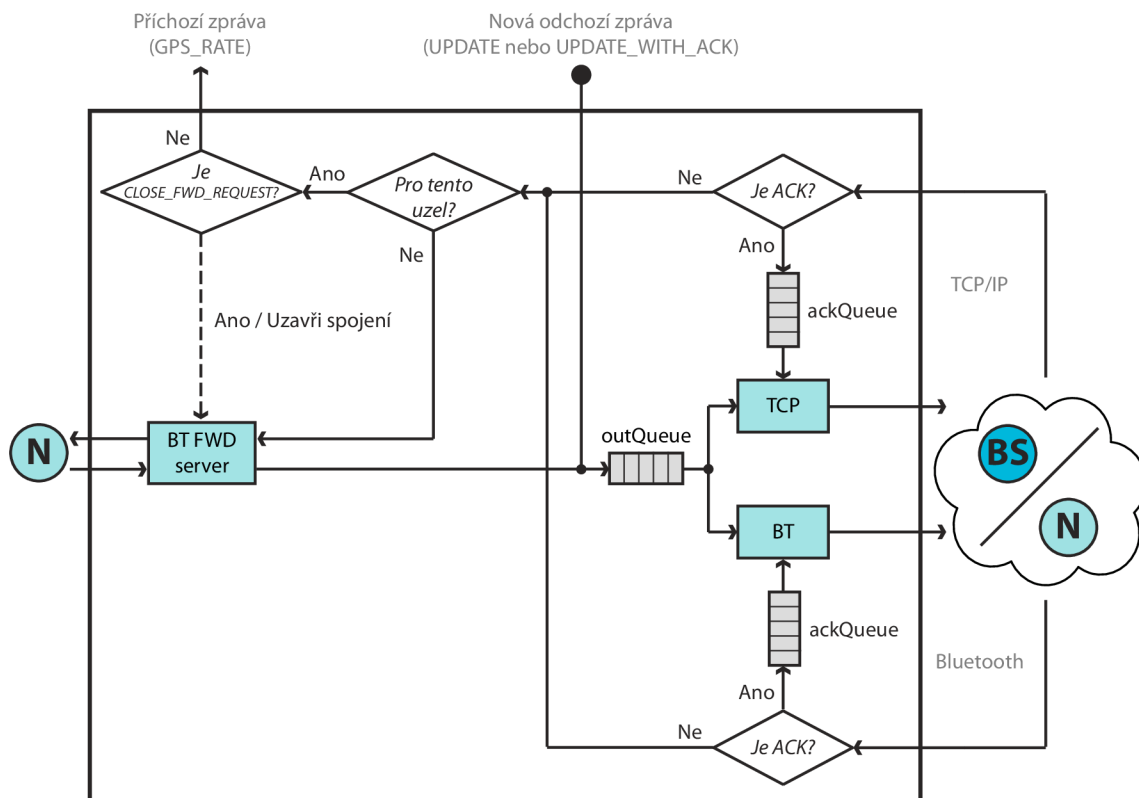 Příchozí zpráva
(GPS_RATE)
Nová odchozí zpráva
(UPDATE nebo UPDATE_WITH_ACK)
Ne
Je
CLOSE_FWD_REQUEST?
Ano
Pro tento
uzel?
Ne
Je ACK?
Ne
Ano
TCP/IP
ackQueue
Ano / Uzavři spojení
TCP
N
BT FWD
server
outQueue
BS
N
BT
ackQueue
Bluetooth
Ano
Ne
Je ACK?